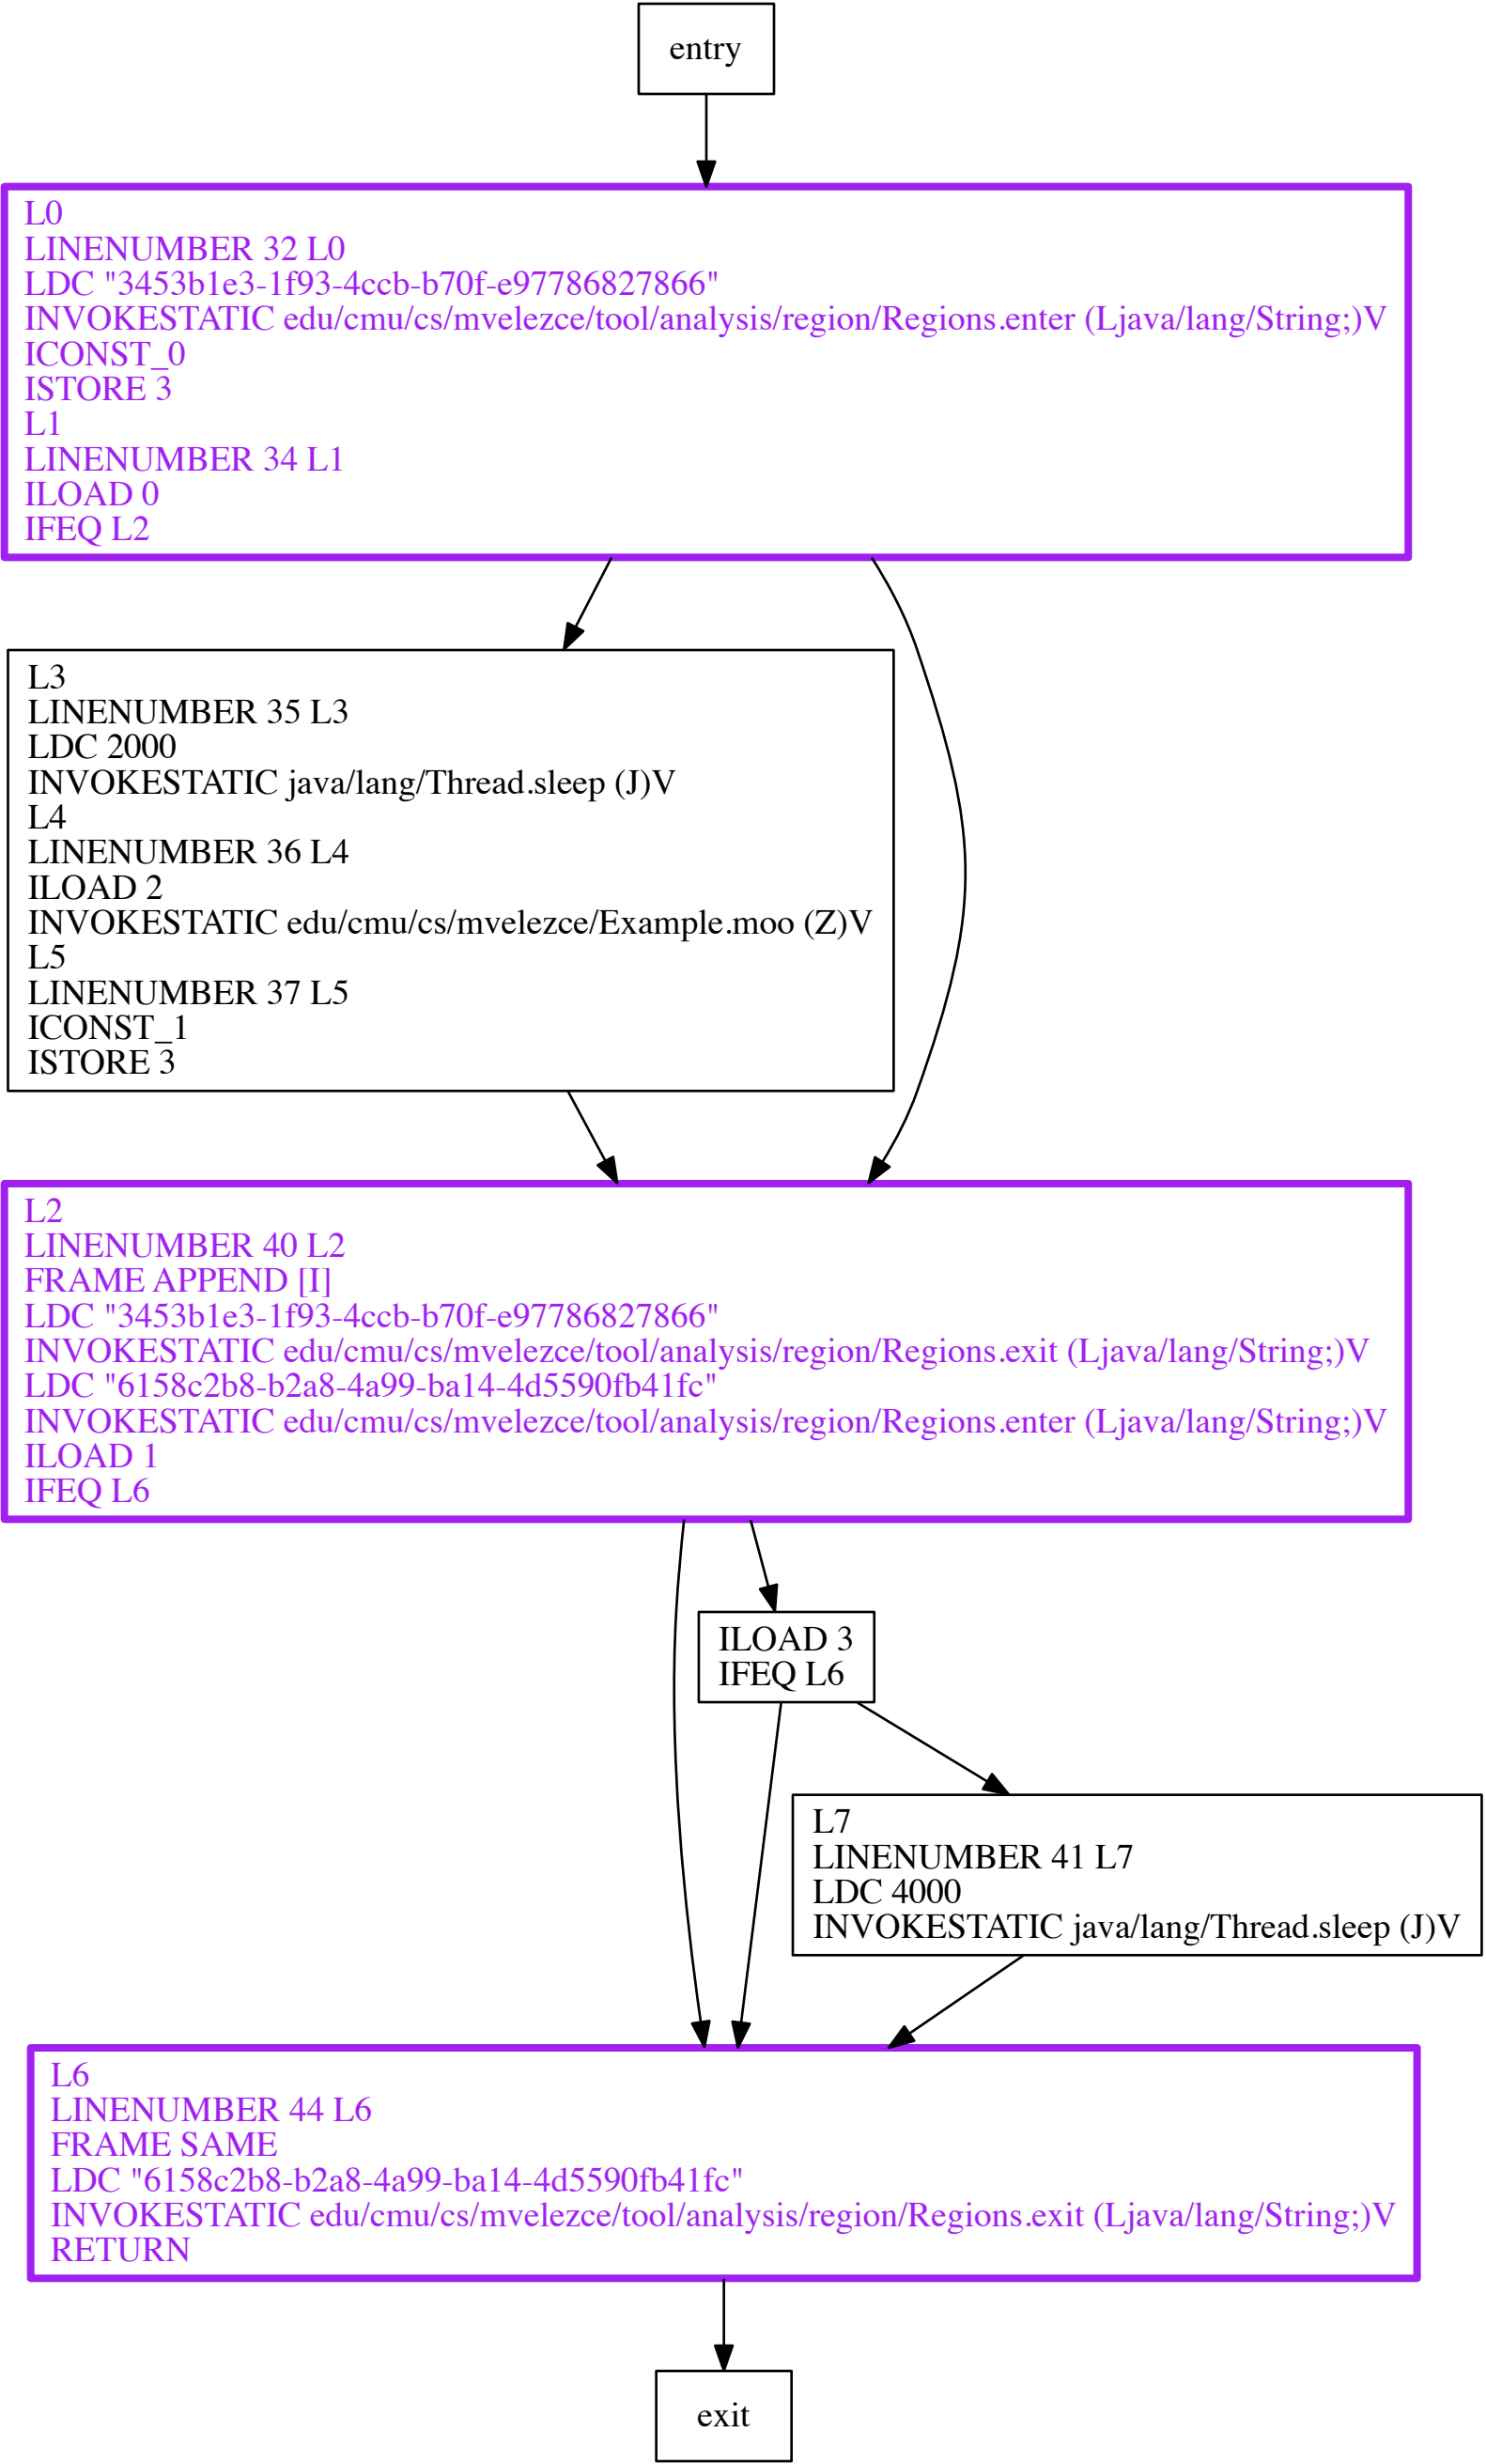 entry
L0
LINENUMBER 32 L0
LDC "3453b1e3-1f93-4ccb-b70f-e97786827866"
INVOKESTATIC edu/cmu/cs/mvelezce/tool/analysis/region/Regions.enter (Ljava/lang/String;)V
ICONST_0
ISTORE 3
L1
LINENUMBER 34 L1
ILOAD 0
IFEQ L2
L3
LINENUMBER 35 L3
LDC 2000
INVOKESTATIC java/lang/Thread.sleep (J)V
L4
LINENUMBER 36 L4
ILOAD 2
INVOKESTATIC edu/cmu/cs/mvelezce/Example.moo (Z)V
L5
LINENUMBER 37 L5
ICONST_1
ISTORE 3
L2
LINENUMBER 40 L2
FRAME APPEND [I]
LDC "3453b1e3-1f93-4ccb-b70f-e97786827866"
INVOKESTATIC edu/cmu/cs/mvelezce/tool/analysis/region/Regions.exit (Ljava/lang/String;)V
LDC "6158c2b8-b2a8-4a99-ba14-4d5590fb41fc"
INVOKESTATIC edu/cmu/cs/mvelezce/tool/analysis/region/Regions.enter (Ljava/lang/String;)V
ILOAD 1
IFEQ L6
ILOAD 3
IFEQ L6
L7
LINENUMBER 41 L7
LDC 4000
INVOKESTATIC java/lang/Thread.sleep (J)V
L6
LINENUMBER 44 L6
FRAME SAME
LDC "6158c2b8-b2a8-4a99-ba14-4d5590fb41fc"
INVOKESTATIC edu/cmu/cs/mvelezce/tool/analysis/region/Regions.exit (Ljava/lang/String;)V
RETURN
exit